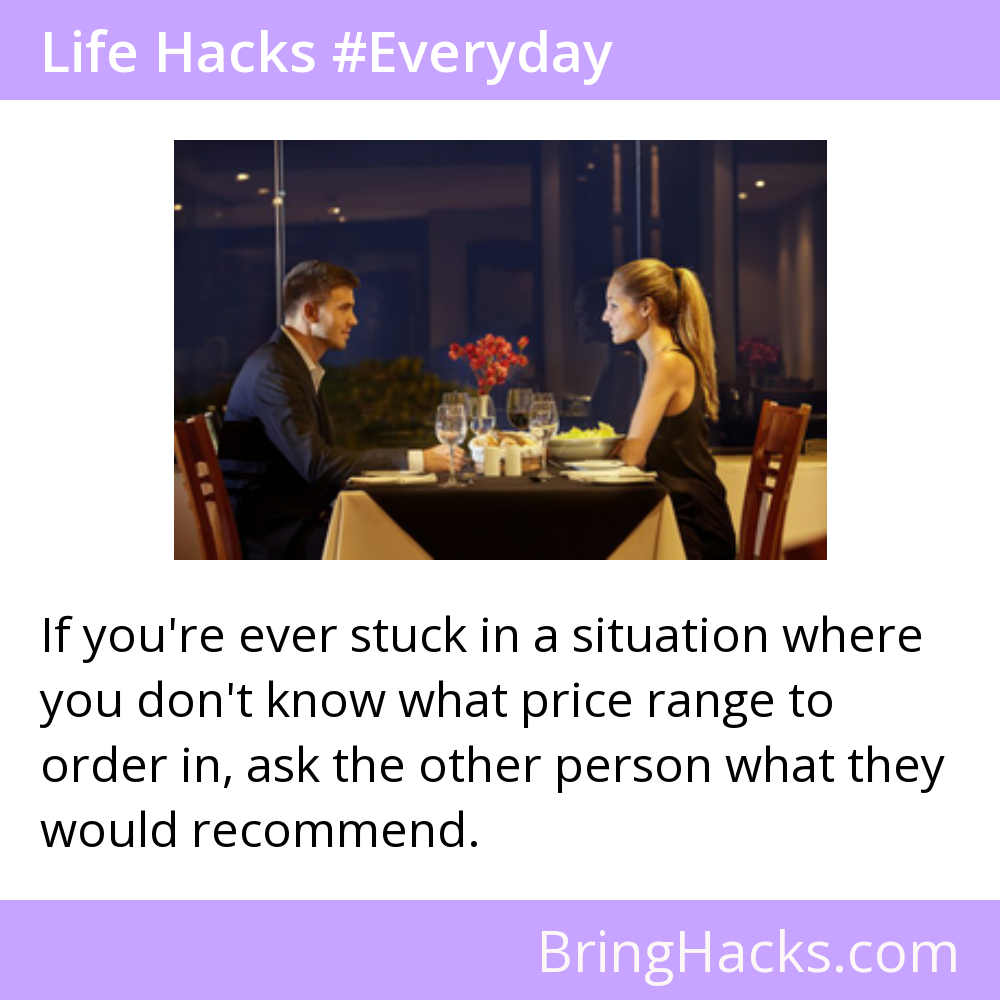 Life Hacks #Everyday
If you're ever stuck in a situation where
you don't know what price range to
order in, ask the other person what they
would recommend.
BringHacks.com